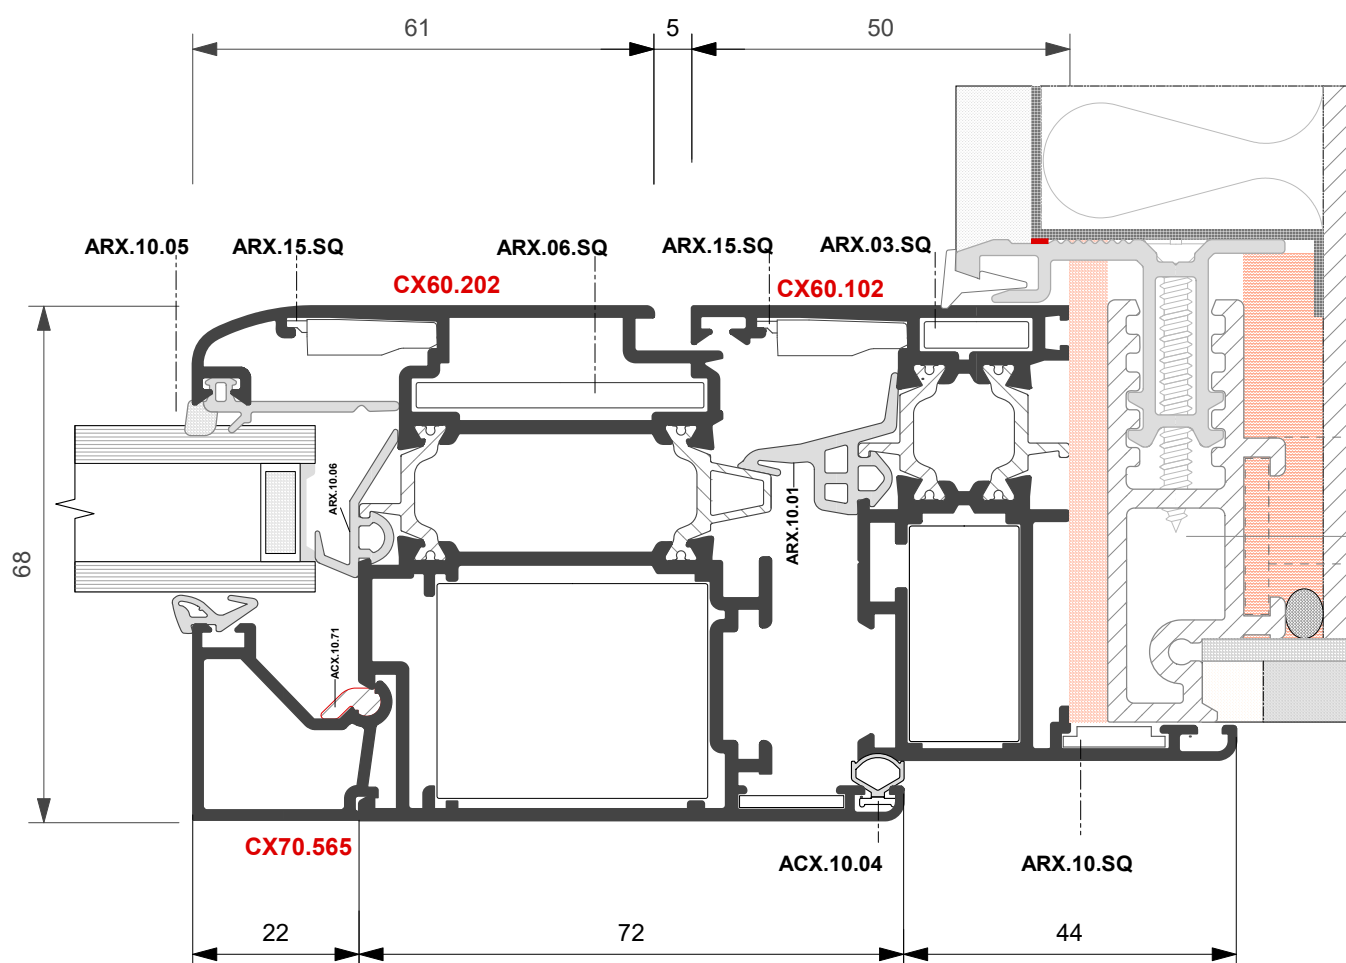 61
5
50
ARX.10.05
ARX.15.SQ
ARX.06.SQ
ARX.15.SQ
ARX.03.SQ
CX60.202
CX60.102
ARX.10.06
ARX.10.01
68
ACX.10.71
CX70.565
ACX.10.04
ARX.10.SQ
22
72
44